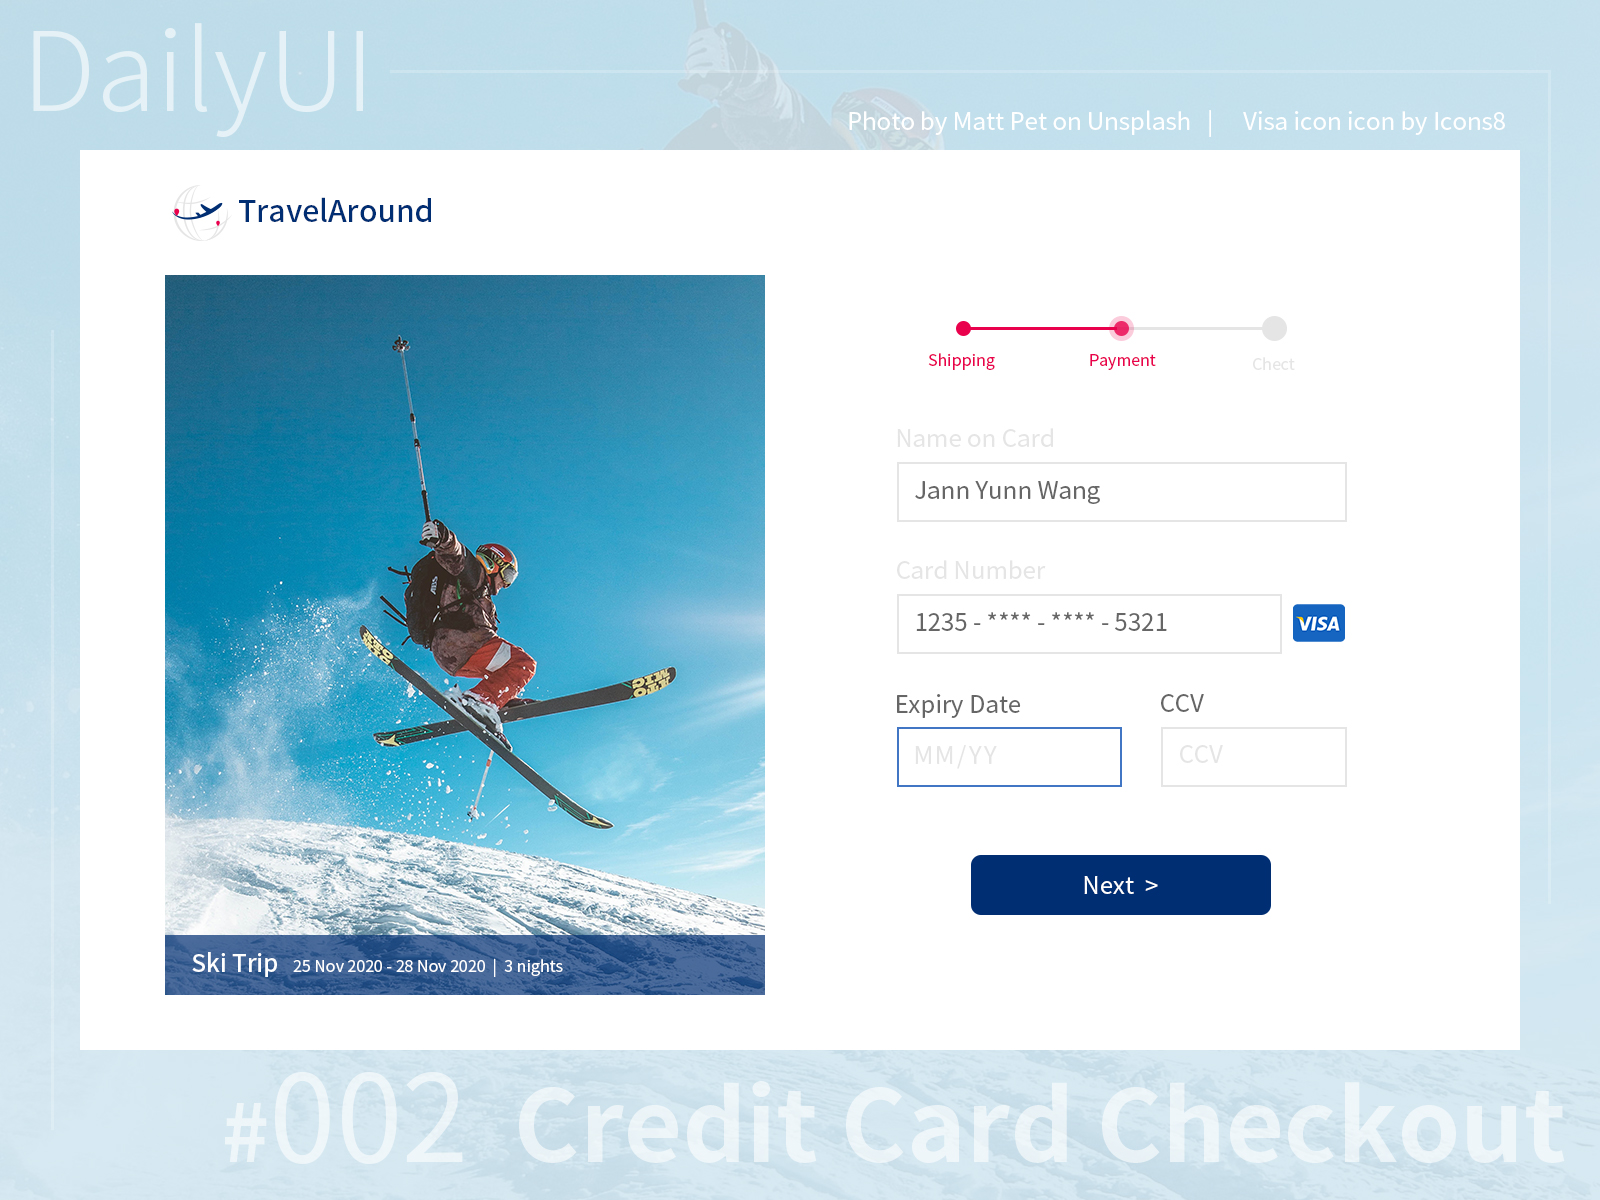 DailyUI
Photo by Matt Pet on Unsplash | Visa icon icon by Icons8
TravelAround
Shipping
Payment
Chect
Name on Card
Jann Yunn Wang
Card Number
1235 - **** - **** - 5321
VISA
Expiry Date
CCV
MM/YY
CCV
Next >
Ski Trip 25 Nov 2020 - 28 Nov 2020 | 3 nights
#002 Credit Card Checkout